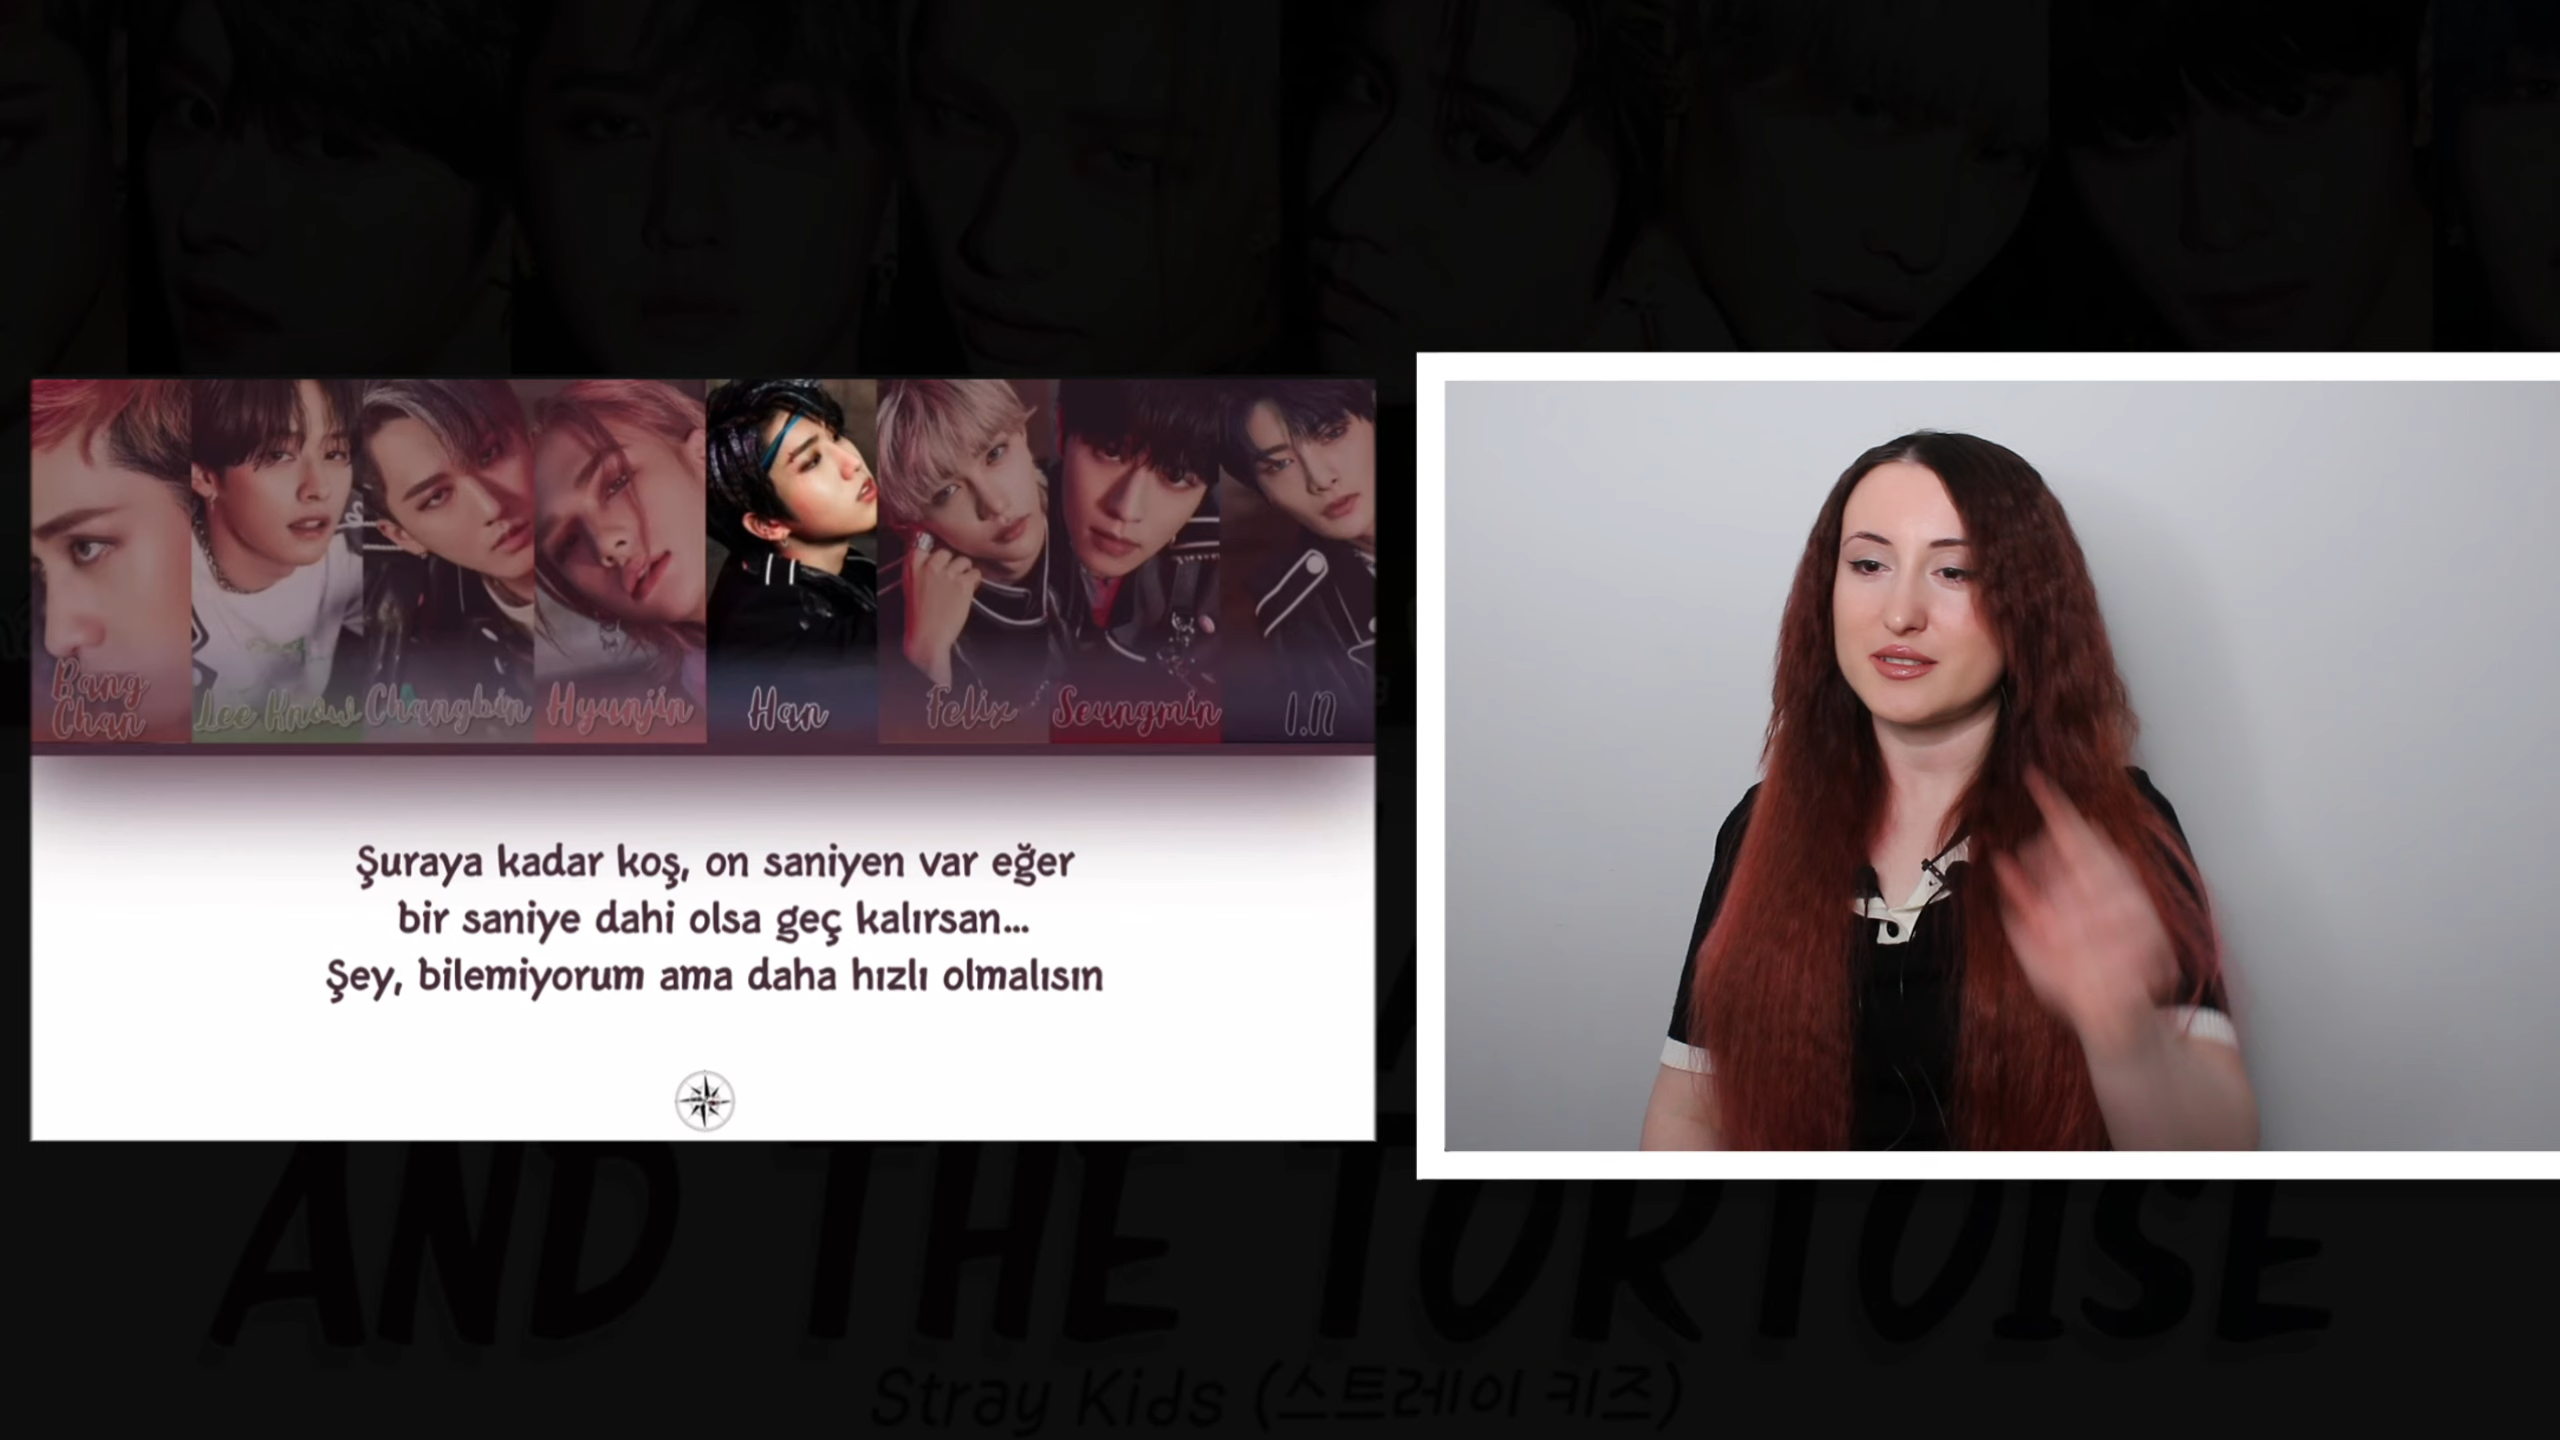 Bang
Chan
Lee Know
Changbin
Hyunjin
Han
Felix
Seungmin
I.N
Şuraya kadar koş, on saniyen var eğer
bir saniye dahi olsa geç kalırsan...
Şey, bilemiyorum ama daha hızlı olmalısın
AND THE TORTOISE
Stray Kids (스트레이 키즈)